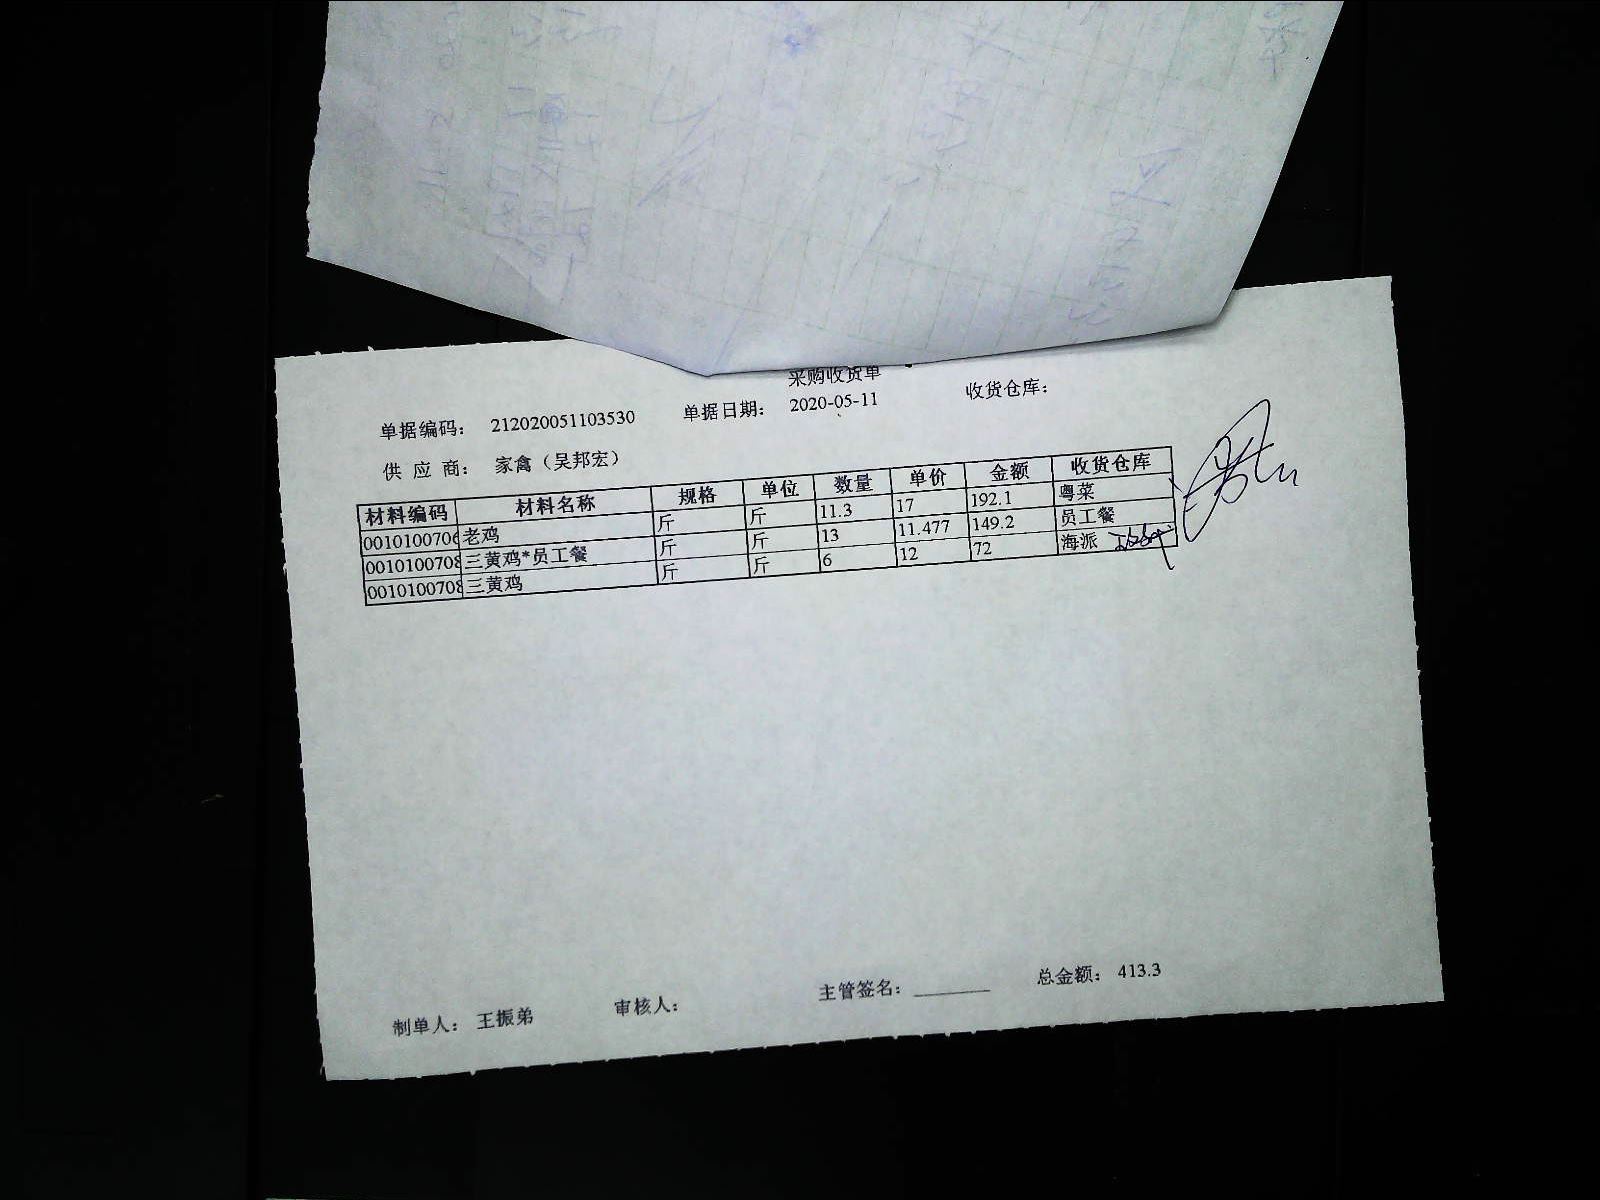 采购收货单
单据编码： 212020051103530 单据日期： 2020-05-11 收货仓库：
供 应 商： 家禽（吴邦宏）
材料编码 材料名称 规格 单位 数量 单价 金额 收货仓库
0010100706 老鸡 斤 斤 11.3 17 192.1 粤菜
0010100708 三黄鸡*员工餐 斤 斤 13 11.477 149.2 员工餐
0010100708 三黄鸡 斤 斤 6 12 72 海派
制单人： 王振弟 审核人： 主管签名： ________ 总金额： 413.3